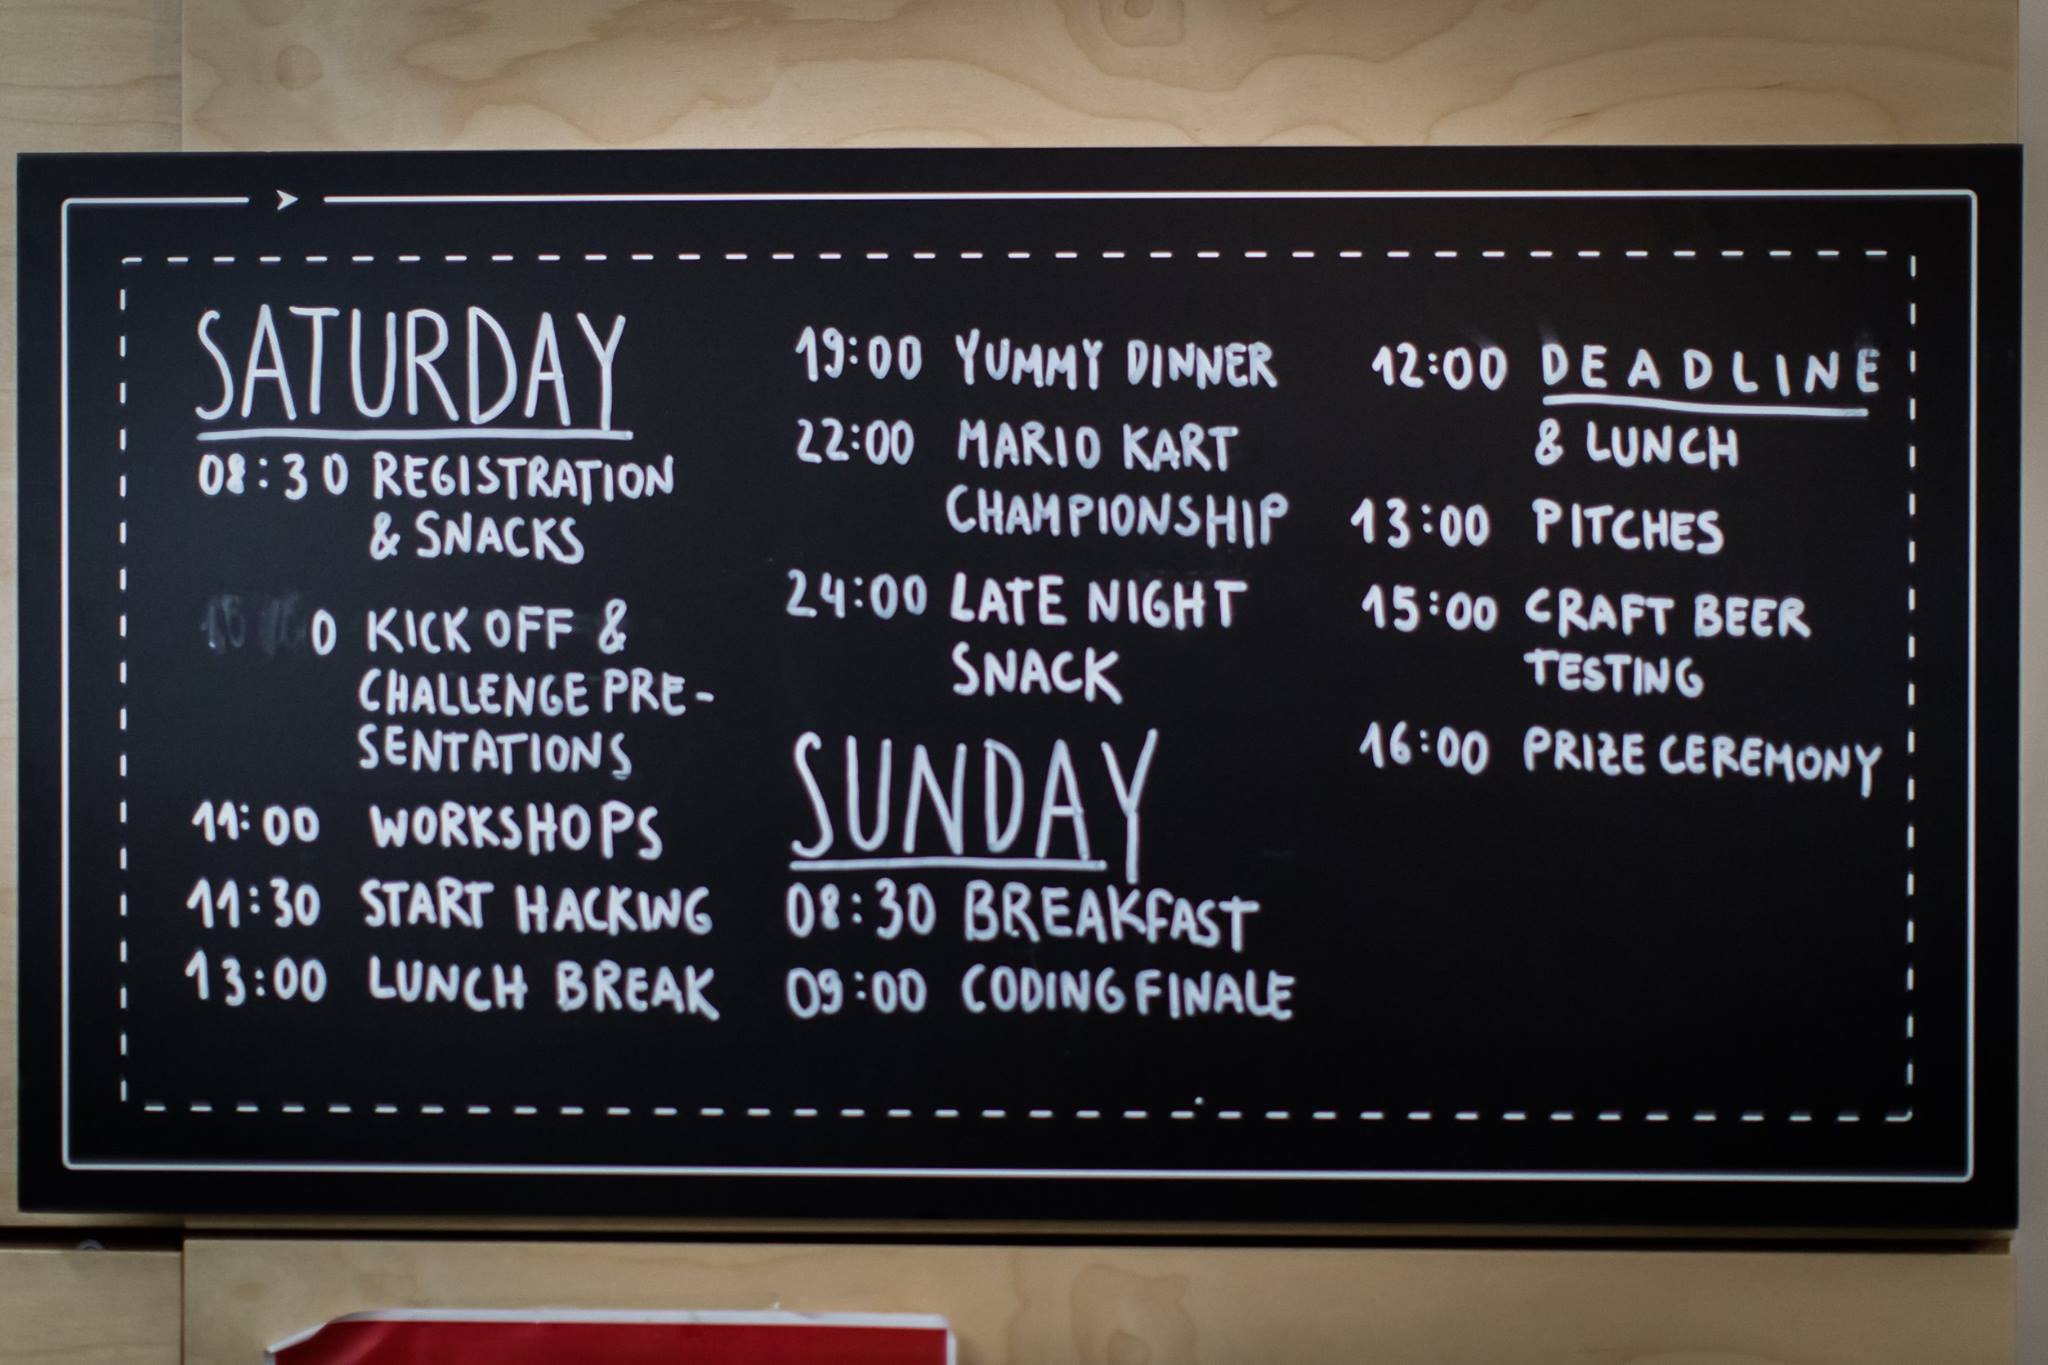 SATURDAY
08:30 REGISTRATION
& SNACKS
0 KICK OFF &
CHALLENGE PRE-
SENTATIONS
11:00 WORKSHOPS
11:30 START HACKING
13:00 LUNCH BREAK
19:00 YUMMY DINNER
22:00 MARIO KART
CHAMPIONSHIP
24:00 LATE NIGHT
SNACK
SUNDAY
08:30 BREAKFAST
09:00 CODING FINALE
12:00 DEADLINE
& LUNCH
13:00 PITCHES
15:00 CRAFT BEER
TESTING
16:00 PRIZE CEREMONY